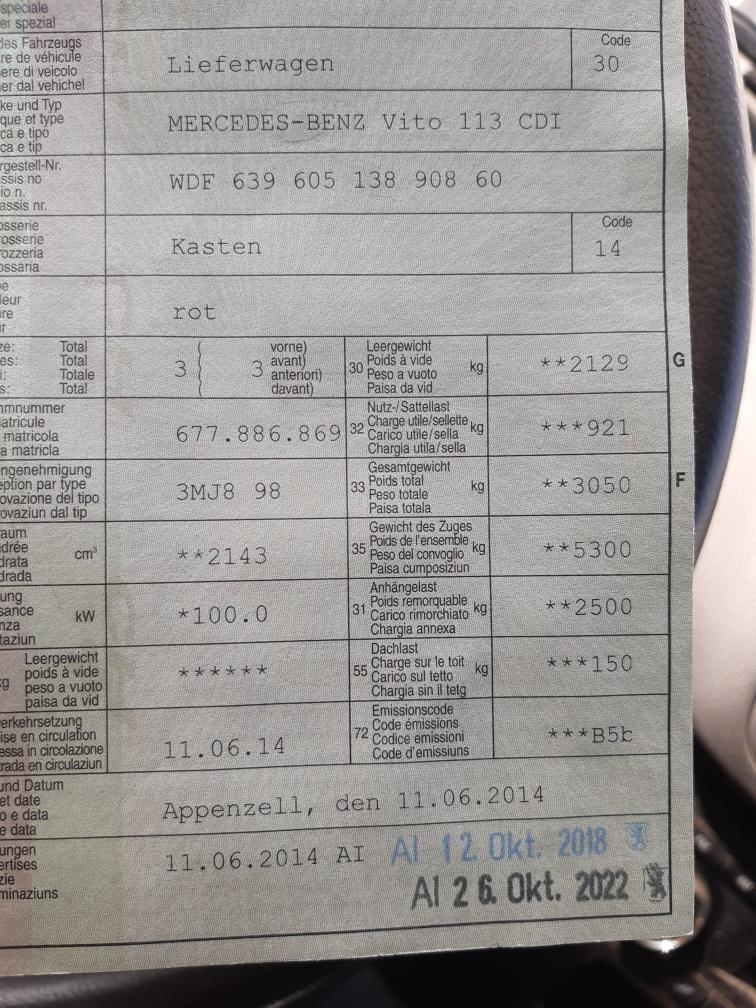 speciale
er spezial
des Fahrzeugs
re de véhicule
ere di veicolo
er dal vehichel
Lieferwagen
Code
30
ke und Typ
que et type
ca e tipo
ca e tip
MERCEDES-BENZ Vito 113 CDI
rgestell-Nr.
assis no
io n.
assis nr.
WDF 639 605 138 908 60
osserie
rosserie
rozzeria
ossaria
Kasten
Code
14
e
leur
re
ir
rot
ze: Total
es: Total
i: Totale
s: Total
3 ( 3 vorne)
avant)
anteriori)
davant)
30 Leergewicht
Poids à vide
Peso a vuoto
Paisa da vid
kg
**2129
G
mmnummer
atricule
matricola
a matricla
677.886.869
32 Nutz-/Sattellast
Charge utile/sellette
Carico utile/sella
Chargia utila/sella
kg
***921
ngenehmigung
eption par type
ovazione del tipo
ovaziun dal tip
3MJ8 98
33 Gesamtgewicht
Poids total
Peso totale
Paisa totala
kg
**3050
F
aum
drée
drata
drada
cm³
**2143
35 Gewicht des Zuges
Poids de l'ensemble
Peso del convoglio
Paisa cumposiziun
kg
**5300
ung
sance
nza
taziun
kW
*100.0
31 Anhängelast
Poids remorquable
Carico rimorchiato
Chargia annexa
kg
**2500
kg
Leergewicht
poids à vide
peso a vuoto
paisa da vid
******
55 Dachlast
Charge sur le toit
Carico sul tetto
Chargia sin il tetg
kg
***150
erkehrsetzung
ise en circulation
essa in circolazione
rada en circulaziun
11.06.14
72 Emissionscode
Code émissions
Codice emissioni
Code d'emissiuns
***B5b
und Datum
et date
o e data
e data
Appenzell, den 11.06.2014
ungen
ertises
zie
minaziuns
11.06.2014 AI
AI 12. Okt. 2018
AI 26. Okt. 2022